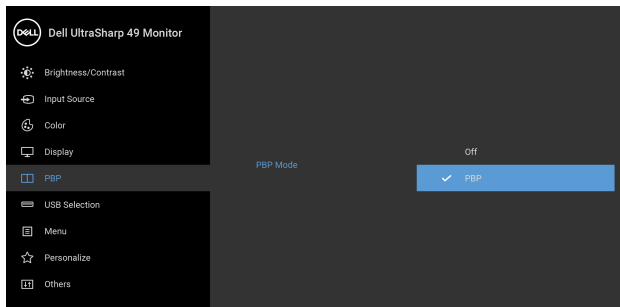 DELL
Dell UltraSharp 49 Monitor
Brightness/Contrast
Input Source
Color
Display
PBP
USB Selection
Menu
Personalize
Others
PBP Mode
Off
PBP